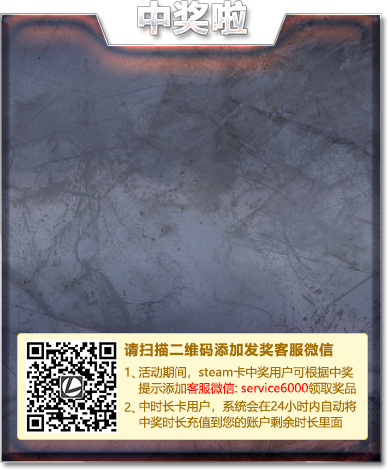 中奖啦
请扫描二维码添加发奖客服微信
1、活动期间，steam卡中奖用户可根据中奖
提示添加客服微信: service6000领取奖品
2、中时长卡用户，系统会在24小时内自动将
中奖时长充值到您的账户剩余时长里面